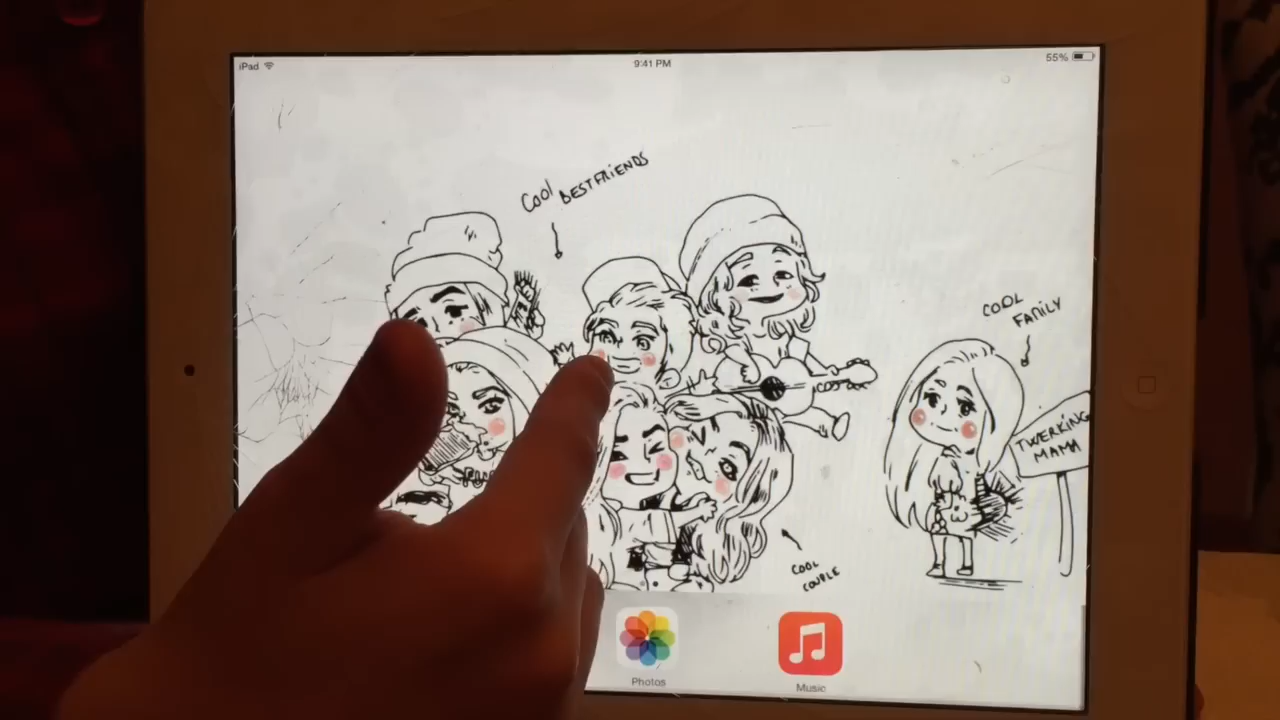 iPad 9:41 PM 55%
COOL BESTFRIENDS
COOL
FAMILY
TWERKING
MAMA
COOL
COUPLE
Photos Music